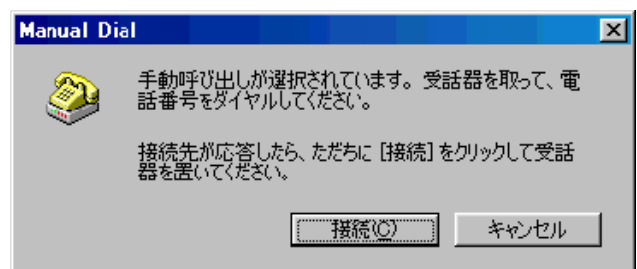 Manual Dial
手動呼び出しが選択されています。受話器を取って、電
話番号をダイヤルしてください。
接続先が応答したら、ただちに [接続] をクリックして受話
器を置いてください。
接続(C)
キャンセル